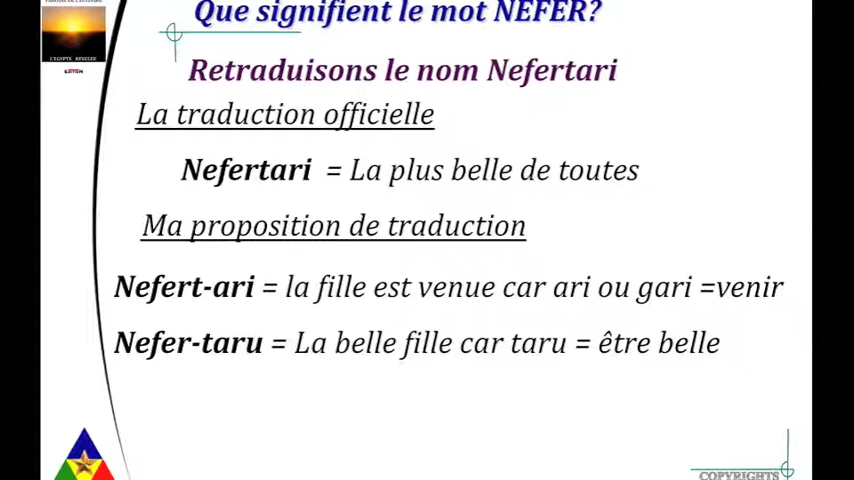 Que signifient le mot NEFER?
L'EGYPTE REVELEE
Retraduisons le nom Nefertari
La traduction officielle
Nefertari = La plus belle de toutes
Ma proposition de traduction
Nefert-ari = la fille est venue car ari ou gari =venir
Nefer-taru = La belle fille car taru = être belle
COPYRIGHTS